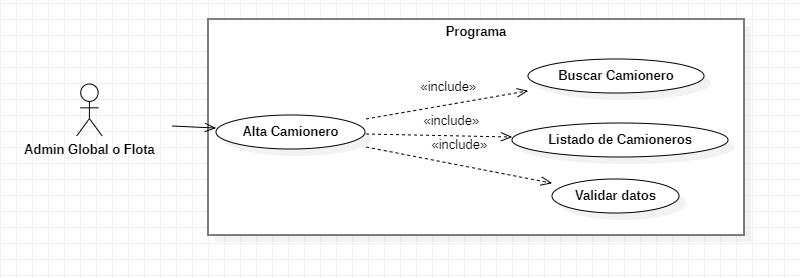 Programa
Buscar Camionero
«include»
«include»
Alta Camionero
Listado de Camioneros
«include»
Admin Global o Flota
Validar datos